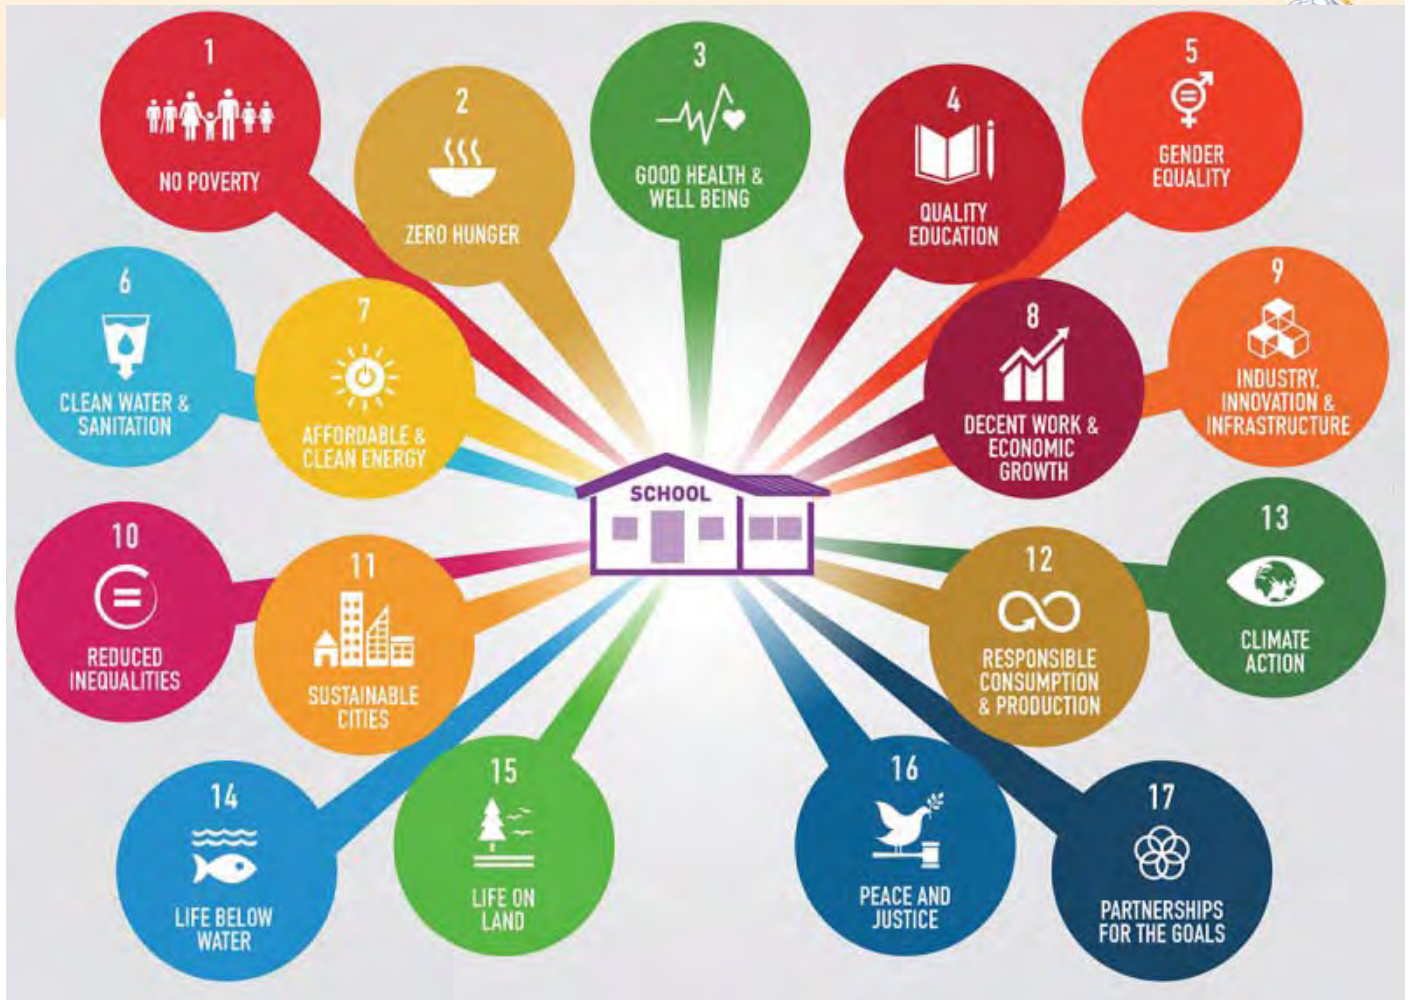 1
NO POVERTY
2
ZERO HUNGER
3
GOOD HEALTH &
WELL BEING
4
QUALITY
EDUCATION
5
GENDER
EQUALITY
6
CLEAN WATER &
SANITATION
7
AFFORDABLE &
CLEAN ENERGY
8
DECENT WORK &
ECONOMIC
GROWTH
9
INDUSTRY,
INNOVATION &
INFRASTRUCTURE
SCHOOL
10
REDUCED
INEQUALITIES
11
SUSTAINABLE
CITIES
12
RESPONSIBLE
CONSUMPTION
& PRODUCTION
13
CLIMATE
ACTION
14
LIFE BELOW
WATER
15
LIFE ON
LAND
16
PEACE AND
JUSTICE
17
PARTNERSHIPS
FOR THE GOALS